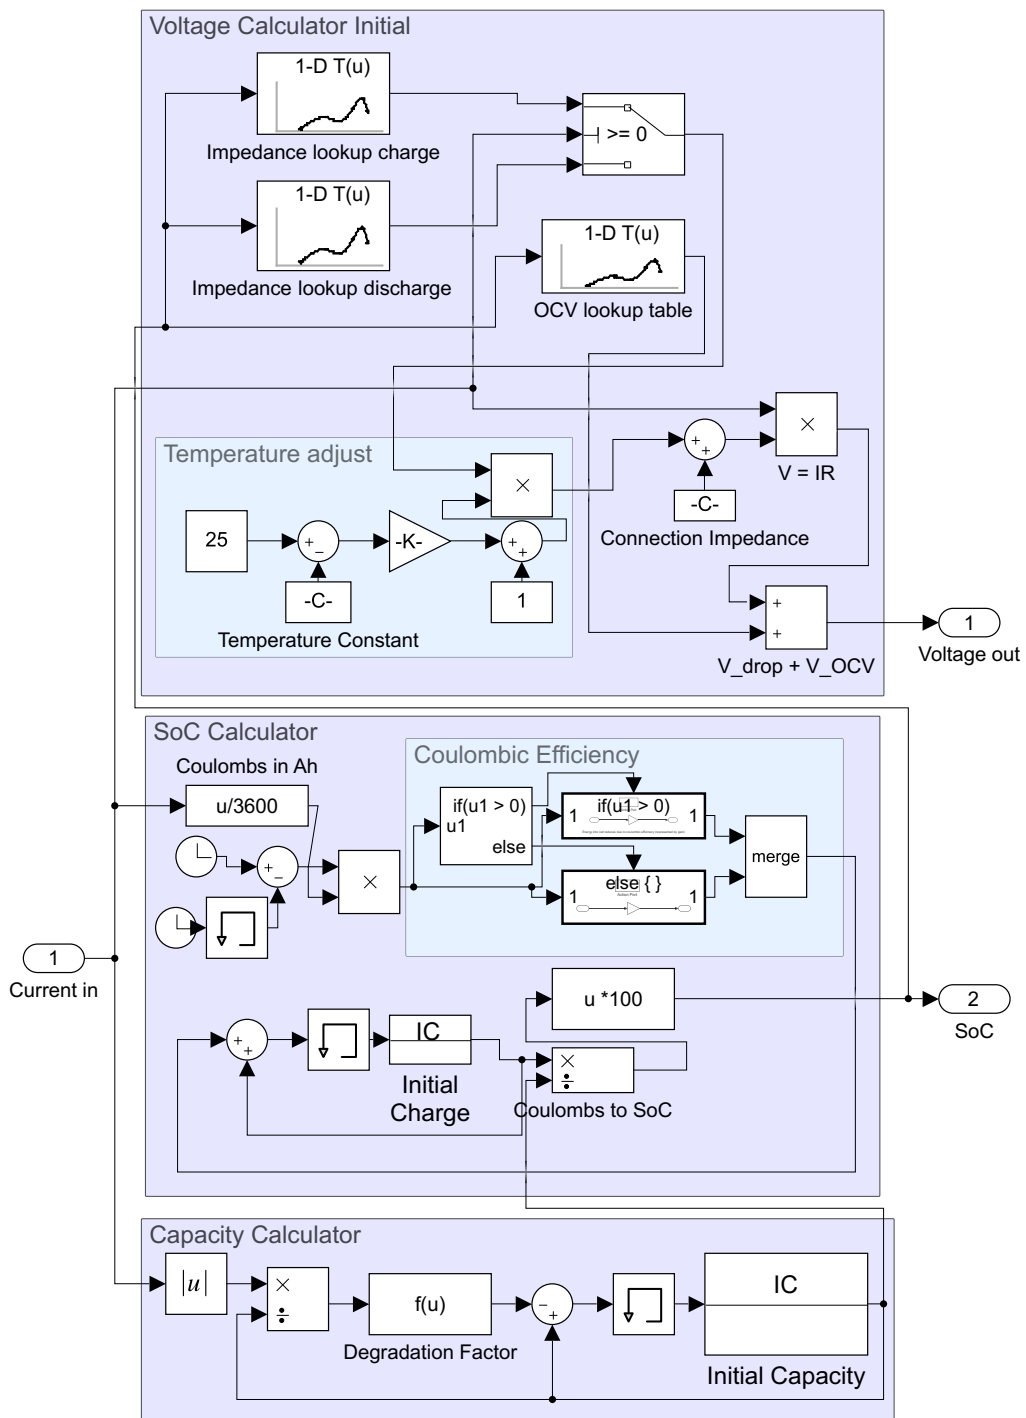 Voltage Calculator Initial
1-D T(u)
Impedance lookup charge
>= 0
1-D T(u)
Impedance lookup discharge
1-D T(u)
OCV lookup table
Temperature adjust
×
+
+
×
V = IR
-C-
Connection Impedance
25
+
−
-K-
+
+
-C-
1
Temperature Constant
+
+
V_drop + V_OCV
1
Voltage out
SoC Calculator
Coulombs in Ah
u/3600
+
−
×
Coulombic Efficiency
if(u1 > 0)
u1
else
if(u1 > 0)
1
1
else { }
1
1
merge
1
Current in
u *100
2
SoC
+
+
IC
Initial
Charge
×
÷
Coulombs to SoC
Capacity Calculator
|u|
×
÷
f(u)
Degradation Factor
−
+
IC
Initial Capacity